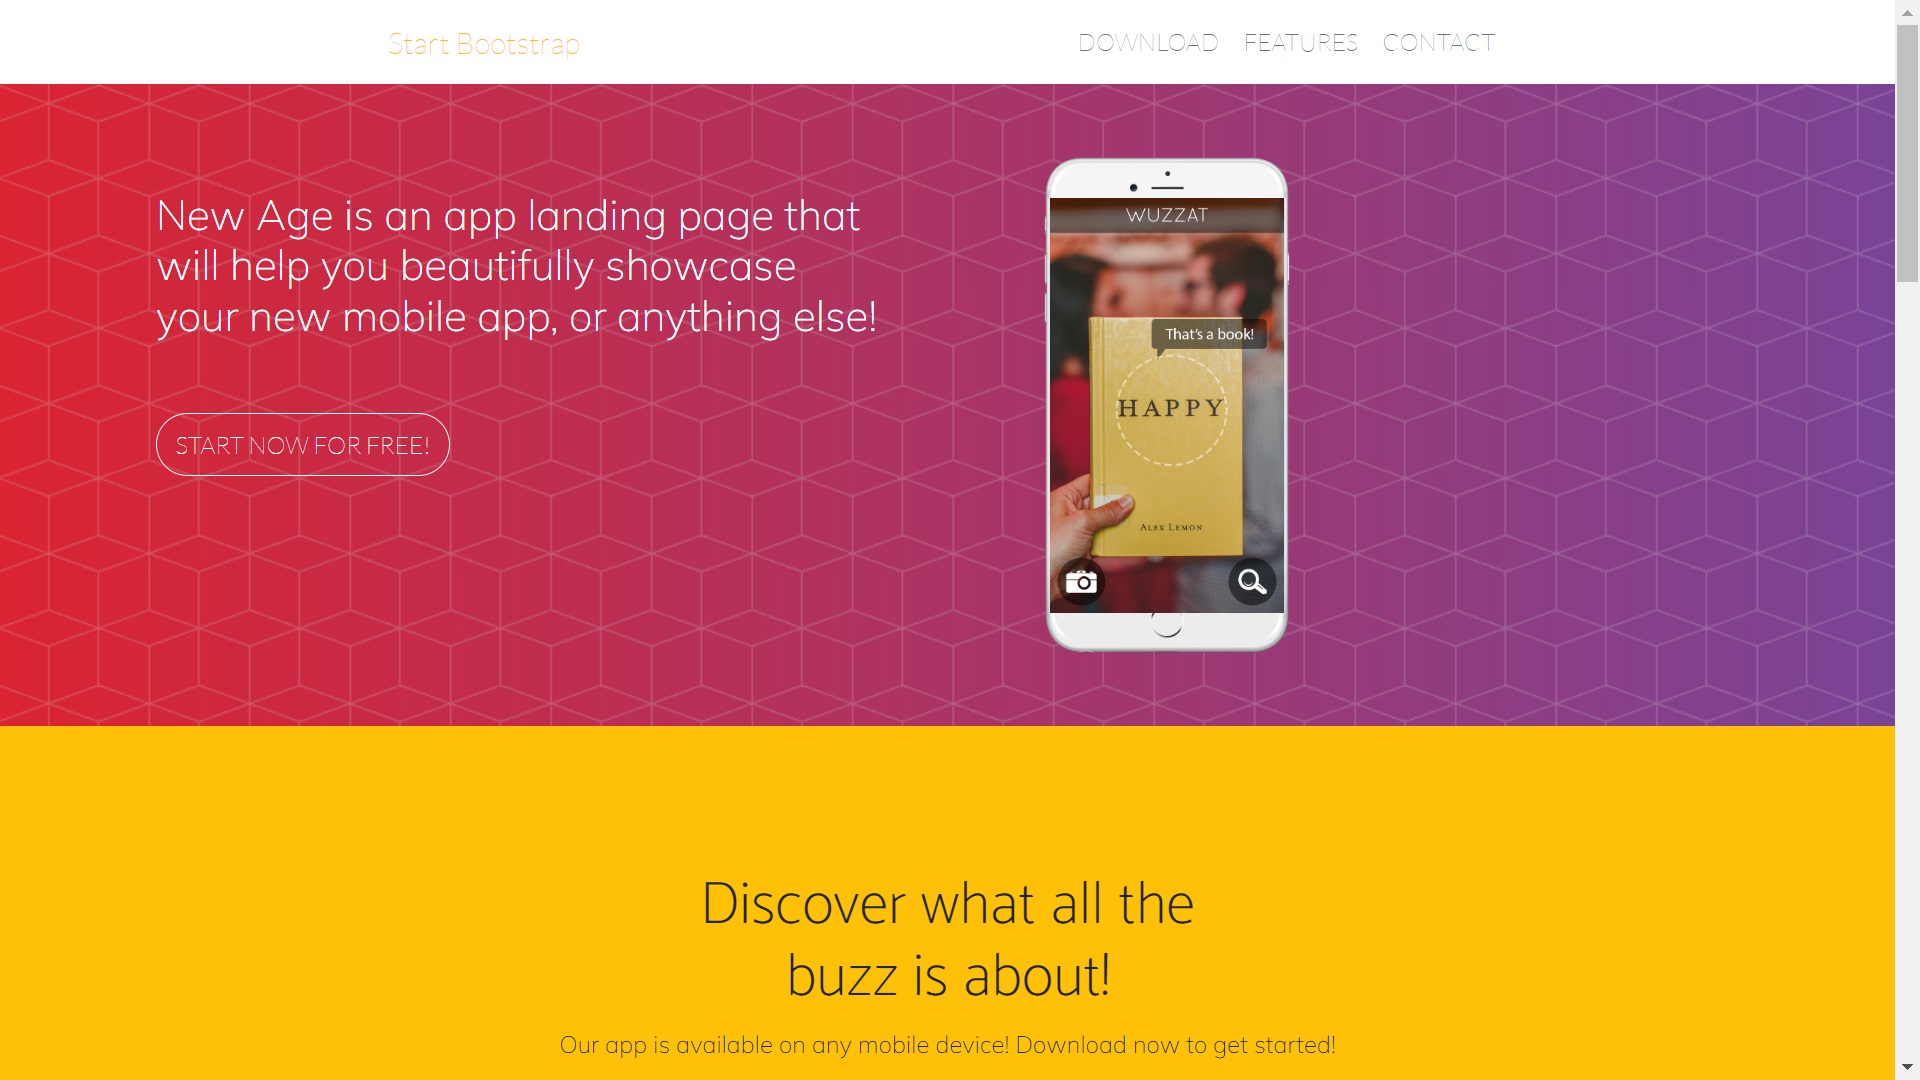 Start Bootstrap
DOWNLOAD FEATURES CONTACT
New Age is an app landing page that
will help you beautifully showcase
your new mobile app, or anything else!
START NOW FOR FREE!
WUZZAT
That's a book!
HAPPY
ALEX LEMON
Discover what all the
buzz is about!
Our app is available on any mobile device! Download now to get started!